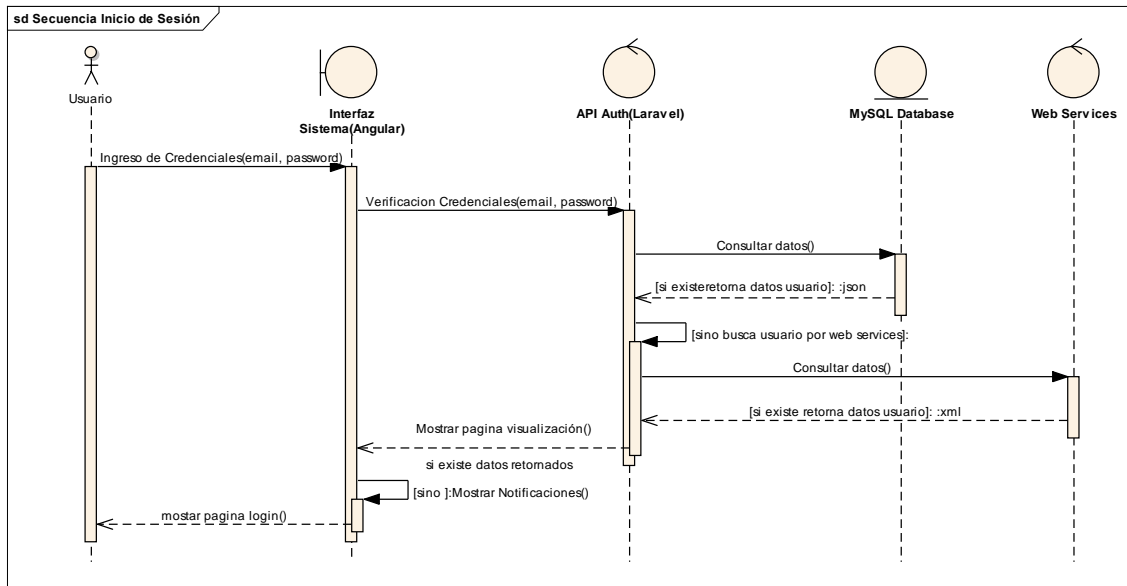 sd Secuencia Inicio de Sesión
Usuario
Interfaz
Sistema(Angular)
API Auth(Laravel)
MySQL Database
Web Services
Ingreso de Credenciales(email, password)
Verificacion Credenciales(email, password)
Consultar datos()
[si existeretorna datos usuario]: :json
[sino busca usuario por web services]:
Consultar datos()
[si existe retorna datos usuario]: :xml
Mostrar pagina visualización()
si existe datos retornados
[sino ]:Mostrar Notificaciones()
mostar pagina login()